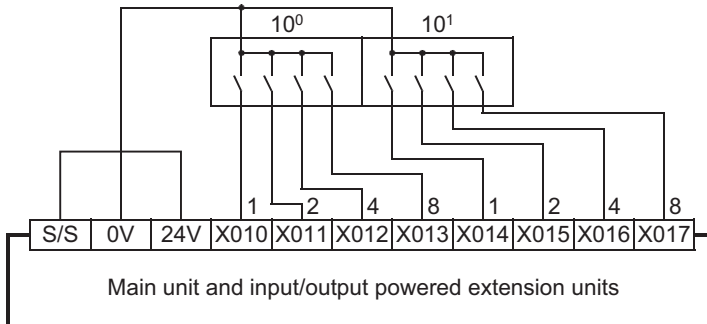 10⁰ 10¹
1 2 4 8 1 2 4 8
S/S 0V 24V X010 X011 X012 X013 X014 X015 X016 X017
Main unit and input/output powered extension units